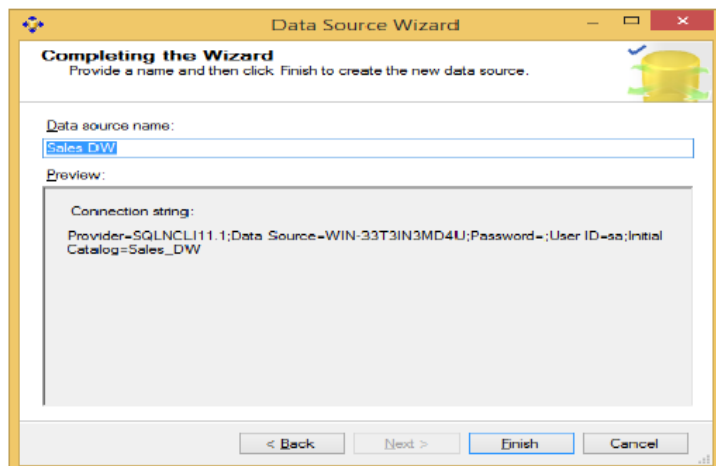 Data Source Wizard
Completing the Wizard
Provide a name and then click Finish to create the new data source.
Data source name:
Sales DW
Preview:
Connection string:
Provider=SQLNCLI11.1;Data Source=WIN-33T3IN3MD4U;Password=;User ID=sa;Initial
Catalog=Sales_DW
< Back
Next >
Finish
Cancel